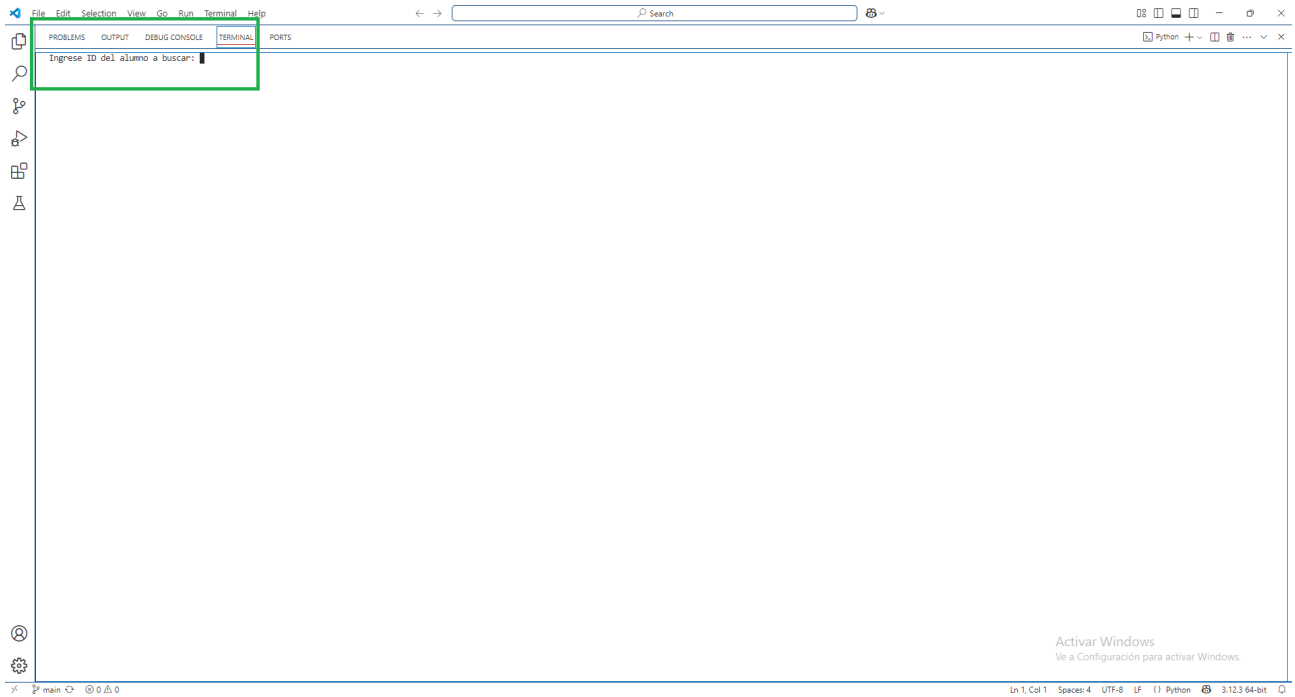 File Edit Selection View Go Run Terminal Help
Search
PROBLEMS OUTPUT DEBUG CONSOLE TERMINAL PORTS
Python
Ingrese ID del alumno a buscar:
Activar Windows
Ve a Configuración para activar Windows.
main 0 0
Ln 1, Col 1 Spaces: 4 UTF-8 LF {} Python 3.12.3 64-bit